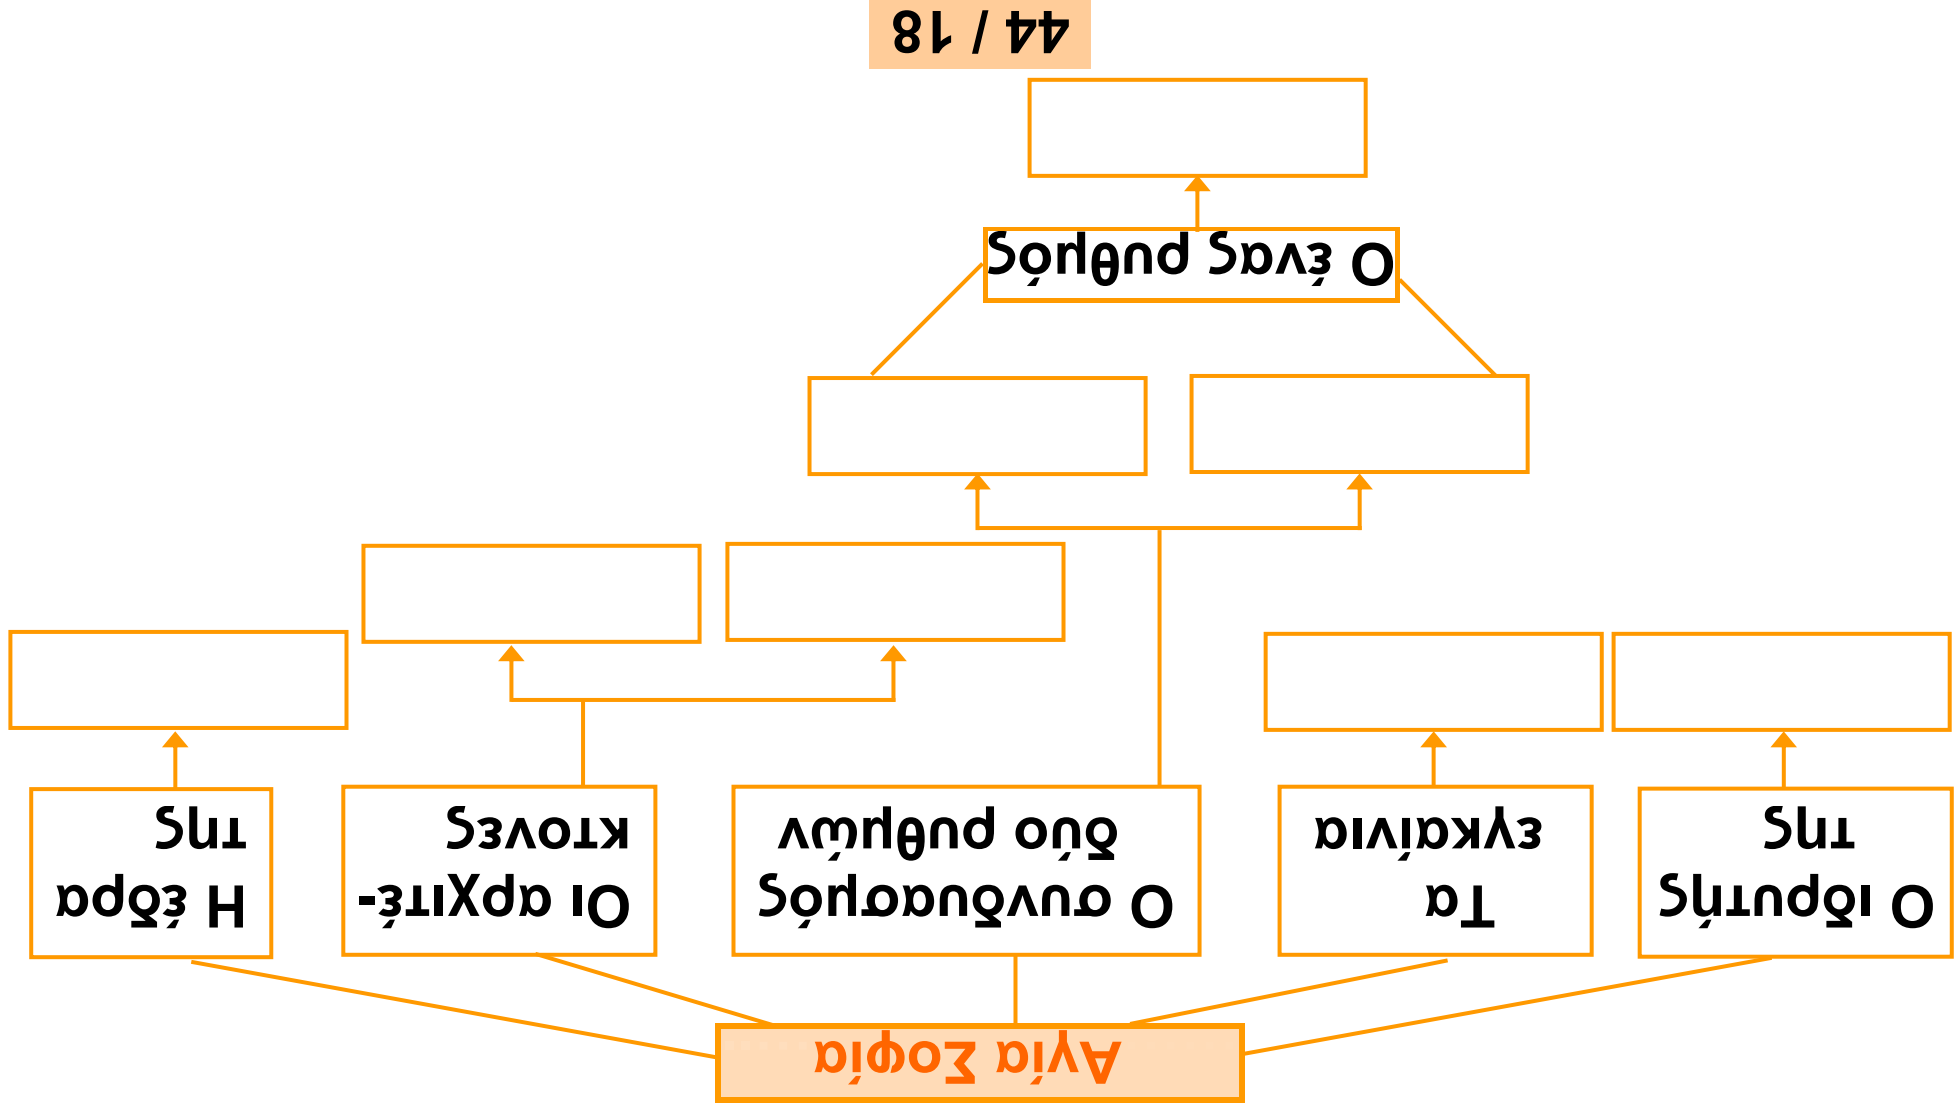 Αγία Σοφία
Ο ιδρυτής
της
Τα
εγκαίνια
Ο συνδυασμός
δύο ρυθμών
Οι αρχιτέ-
κτονες
Η έδρα
της
Ο ένας ρυθμός
44 / 18